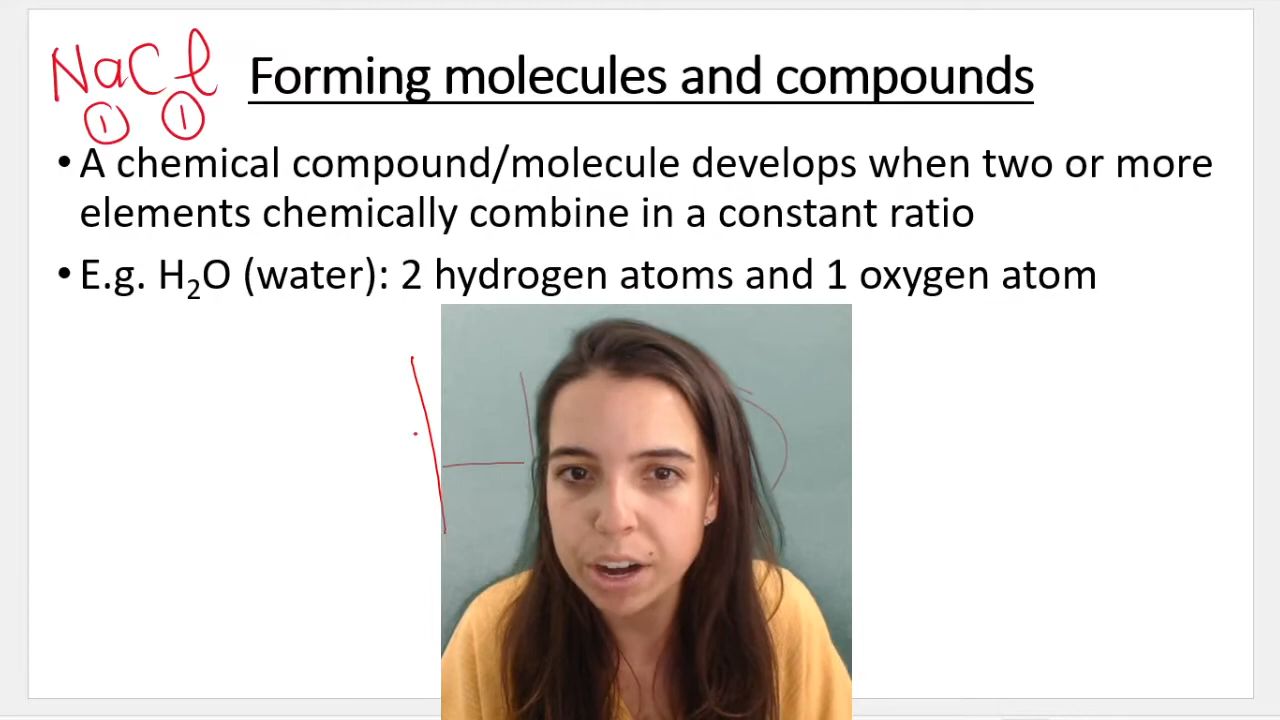 NaCl
1 1
Forming molecules and compounds
• A chemical compound/molecule develops when two or more
elements chemically combine in a constant ratio
• E.g. H₂O (water): 2 hydrogen atoms and 1 oxygen atom
H